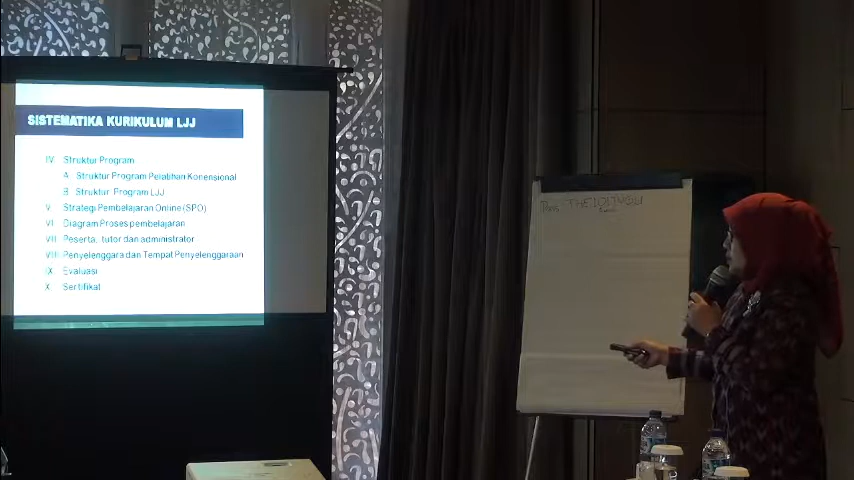 SISTEMATIKA KURIKULUM LJJ
IV Struktur Program
A. Struktur Program Pelatihan Konensional
B. Struktur Program LJJ
V. Strategi Pembelajaran Online (SPO)
VI. Diagram Proses pembelajaran
VII. Peserta, tutor dan administrator
VIII. Penyelenggara dan Tempat Penyelenggaraan
IX. Evaluasi
X. Sertifikat